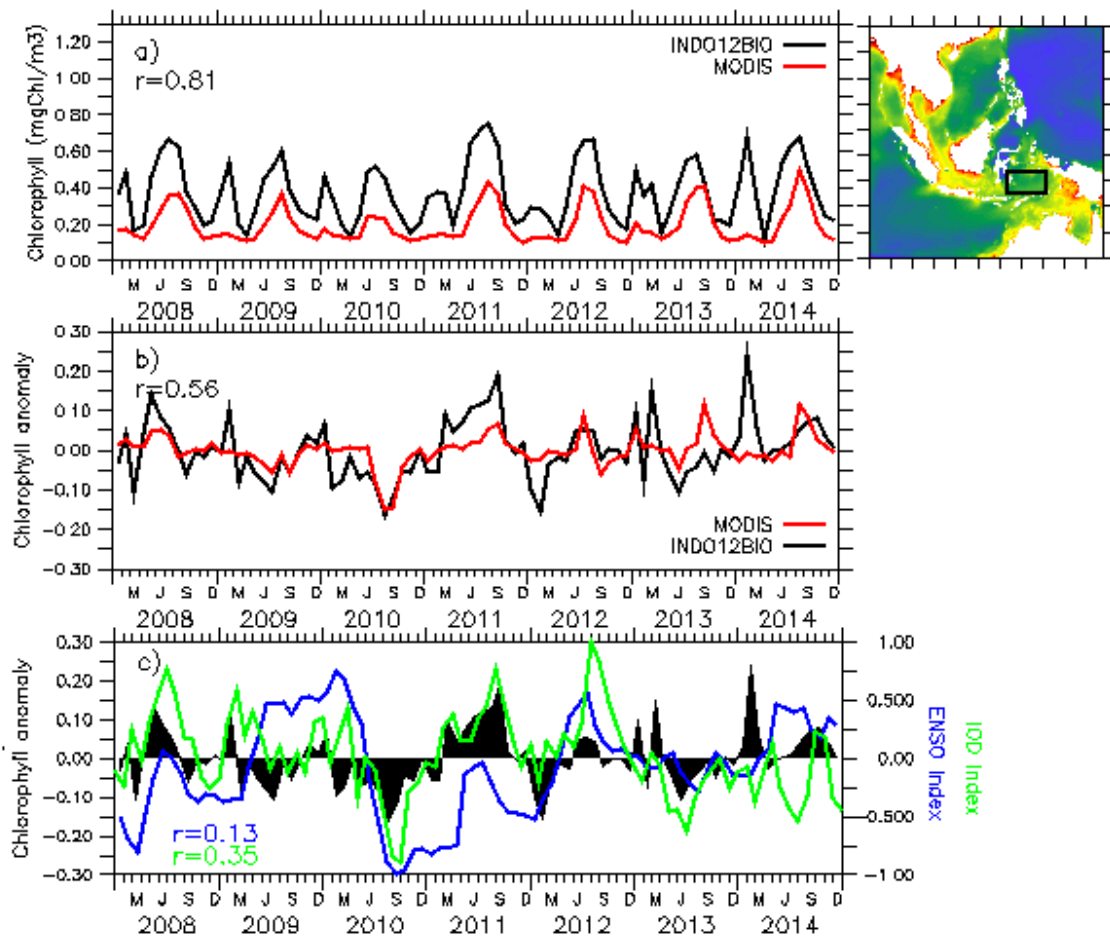 a)
r=0.81
INDO12BIO
MODIS
Chlorophyll (mgChl/m3)
1.20
1.00
0.80
0.60
0.40
0.20
0.00
M J S D M J S D M J S D M J S D M J S D M J S D M J S D
2008 2009 2010 2011 2012 2013 2014
b)
r=0.56
Chlorophyll anomaly
0.30
0.20
0.10
0.00
-0.10
-0.20
-0.30
MODIS
INDO12BIO
M J S D M J S D M J S D M J S D M J S D M J S D M J S D
2008 2009 2010 2011 2012 2013 2014
c)
Chlorophyll anomaly
0.30
0.20
0.10
0.00
-0.10
-0.20
-0.30
r=0.13
r=0.35
1.00
0.500
0.00
-0.500
-1.00
ENSO Index
IOD Index
M J S D M J S D M J S D M J S D M J S D M J S D M J S D
2008 2009 2010 2011 2012 2013 2014